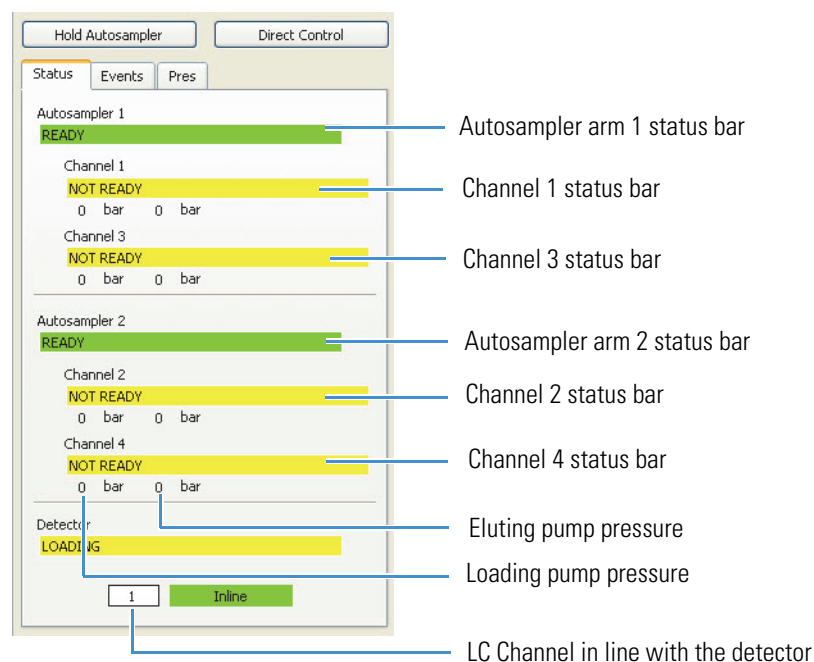 Hold Autosampler Direct Control
Status Events Pres
Autosampler 1
READY
Autosampler arm 1 status bar
Channel 1
NOT READY
Channel 1 status bar
0 bar 0 bar
Channel 3
NOT READY
Channel 3 status bar
0 bar 0 bar
Autosampler 2
READY
Autosampler arm 2 status bar
Channel 2
NOT READY
Channel 2 status bar
0 bar 0 bar
Channel 4
NOT READY
Channel 4 status bar
0 bar 0 bar
Eluting pump pressure
Detector
LOADING
Loading pump pressure
1 Inline
LC Channel in line with the detector